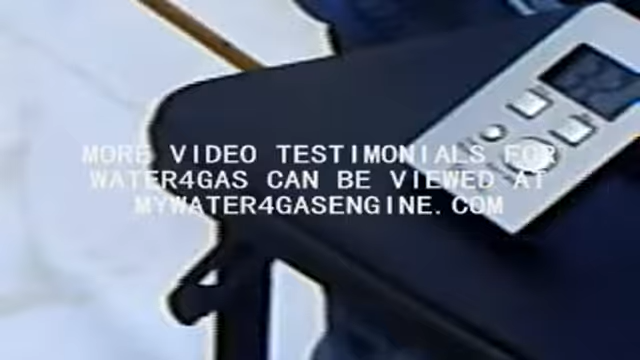 MORE VIDEO TESTIMONIALS FOR
WATER4GAS CAN BE VIEWED AT
MYWATER4GASENGINE.COM